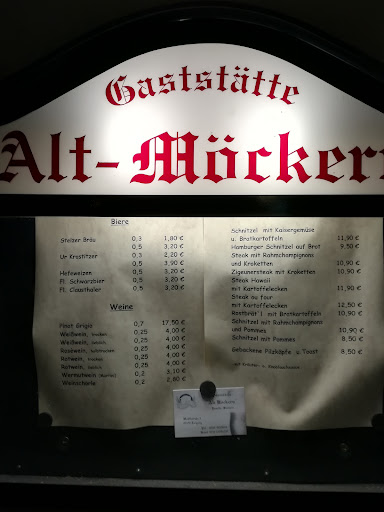 Gaststätte
Alt-Möckern
Biere
Stelzer Bräu 0,3 1,80 €
0,5 3,20 €
Ur Krostitzer 0,3 2,20 €
0,5 3,20 €
Hefeweizen 0,5 3,20 €
Fl. Schwarzbier 0,5 3,20 €
Fl. Clausthaler 0,5 3,20 €
Weine
Pinot Grigio 0,7 17,50 €
Weißwein, trocken 0,25 4,00 €
Weißwein, lieblich 0,25 4,00 €
Rosewein, halbtrocken 0,25 4,00 €
Rotwein, trocken 0,25 4,00 €
Rotwein, lieblich 0,25 4,00 €
Wermutwein 0,2 3,10 €
Weinschorle 0,2 2,80 €
Schnitzel mit Kaisergemüse
u. Bratkartoffeln 11,90 €
Hamburger Schnitzel auf Brot 9,50 €
Steak mit Rahmchampignons
und Kroketten 10,90 €
Zigeunersteak mit Kroketten 10,90 €
Steak Hawaii
mit Kartoffelecken 11,90 €
Steak au four
mit Kartoffelecken 12,50 €
Rostbrät´l mit Bratkartoffeln 10,90 €
Schnitzel mit Rahmchampignons
und Pommes 10,90 €
Schnitzel mit Pommes 8,50 €
Gebackene Pilzköpfe u. Toast 8,50 €